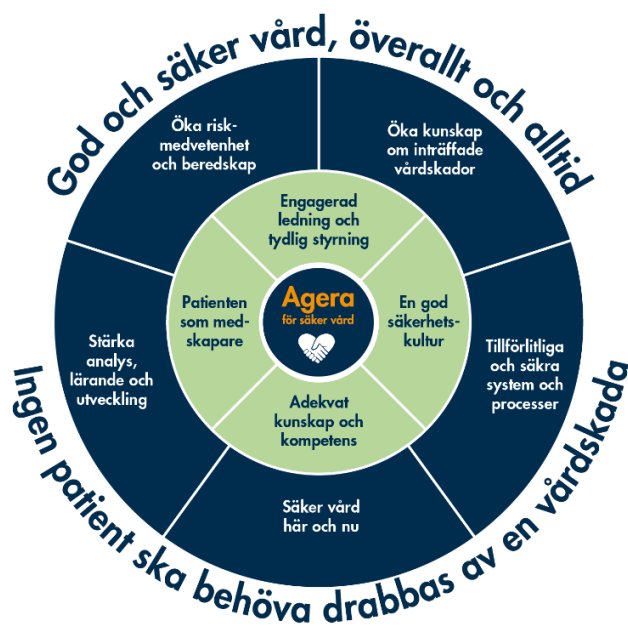 God och säker vård, överallt och alltid
Öka risk-
medvetenhet
och beredskap
Öka kunskap
om inträffade
vårdskador
Engagerad
ledning och
tydlig styrning
Patienten
som med-
skapare
Agera
för säker vård
En god
säkerhets-
kultur
Stärka
analys,
lärande och
utveckling
Tillförlitliga
och säkra
system och
processer
Adekvat
kunskap och
kompetens
Säker vård
här och nu
Ingen patient ska behöva drabbas av en vårdskada